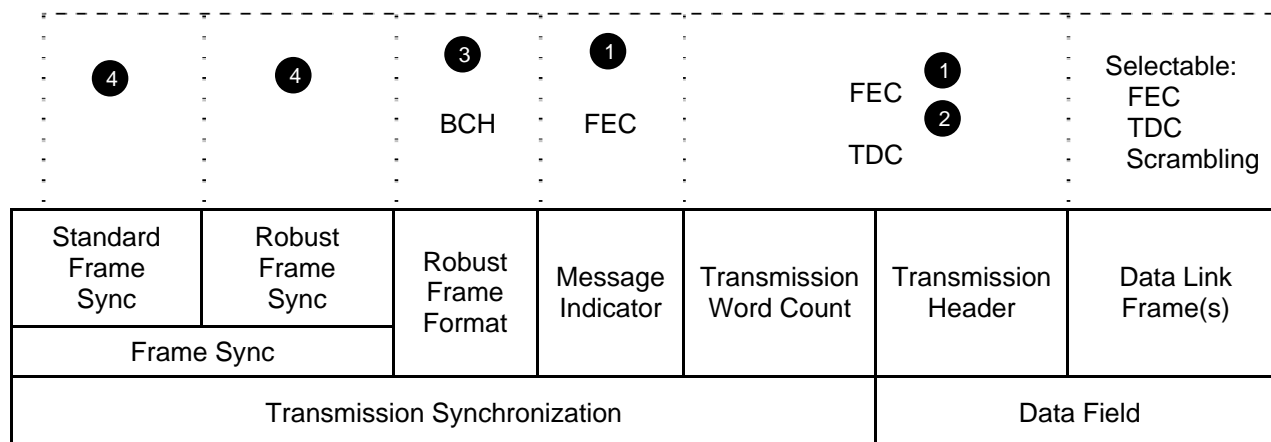 4
4
3
BCH
1
FEC
FEC 1
2
TDC
Selectable:
FEC
TDC
Scrambling
Standard
Frame
Sync
Robust
Frame
Sync
Frame Sync
Robust
Frame
Format
Message
Indicator
Transmission
Word Count
Transmission
Header
Data Link
Frame(s)
Transmission Synchronization
Data Field